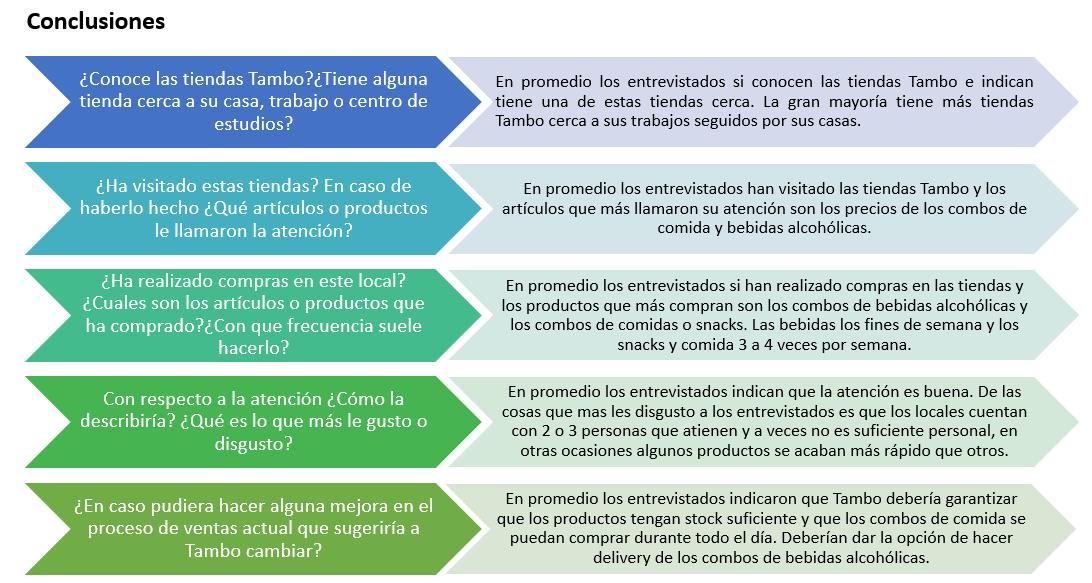 Conclusiones
¿Conoce las tiendas Tambo?¿Tiene alguna
tienda cerca a su casa, trabajo o centro de
estudios?
En promedio los entrevistados si conocen las tiendas Tambo e indican
tiene una de estas tiendas cerca. La gran mayoría tiene más tiendas
Tambo cerca a sus trabajos seguidos por sus casas.
¿Ha visitado estas tiendas? En caso de
haberlo hecho ¿Qué artículos o productos
le llamaron la atención?
En promedio los entrevistados han visitado las tiendas Tambo y los
artículos que más llamaron su atención son los precios de los combos de
comida y bebidas alcohólicas.
¿Ha realizado compras en este local?
¿Cuales son los artículos o productos que
ha comprado?¿Con que frecuencia suele
hacerlo?
En promedio los entrevistados si han realizado compras en las tiendas y
los productos que más compran son los combos de bebidas alcohólicas y
los combos de comidas o snacks. Las bebidas los fines de semana y los
snacks y comida 3 a 4 veces por semana.
Con respecto a la atención ¿Cómo la
describiría? ¿Qué es lo que más le gusto o
disgusto?
En promedio los entrevistados indican que la atención es buena. De las
cosas que mas les disgusto a los entrevistados es que los locales cuentan
con 2 o 3 personas que atienen y a veces no es suficiente personal, en
otras ocasiones algunos productos se acaban más rápido que otros.
¿En caso pudiera hacer alguna mejora en el
proceso de ventas actual que sugeriría a
Tambo cambiar?
En promedio los entrevistados indicaron que Tambo debería garantizar
que los productos tengan stock suficiente y que los combos de comida se
puedan comprar durante todo el día. Deberían dar la opción de hacer
delivery de los combos de bebidas alcohólicas.